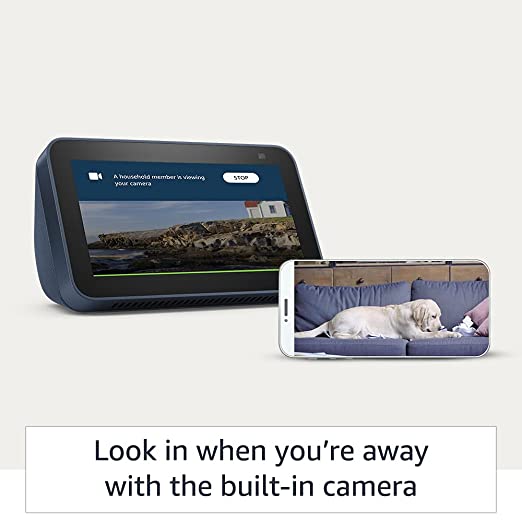 A household member is viewing
your camera
STOP
Look in when you're away
with the built-in camera